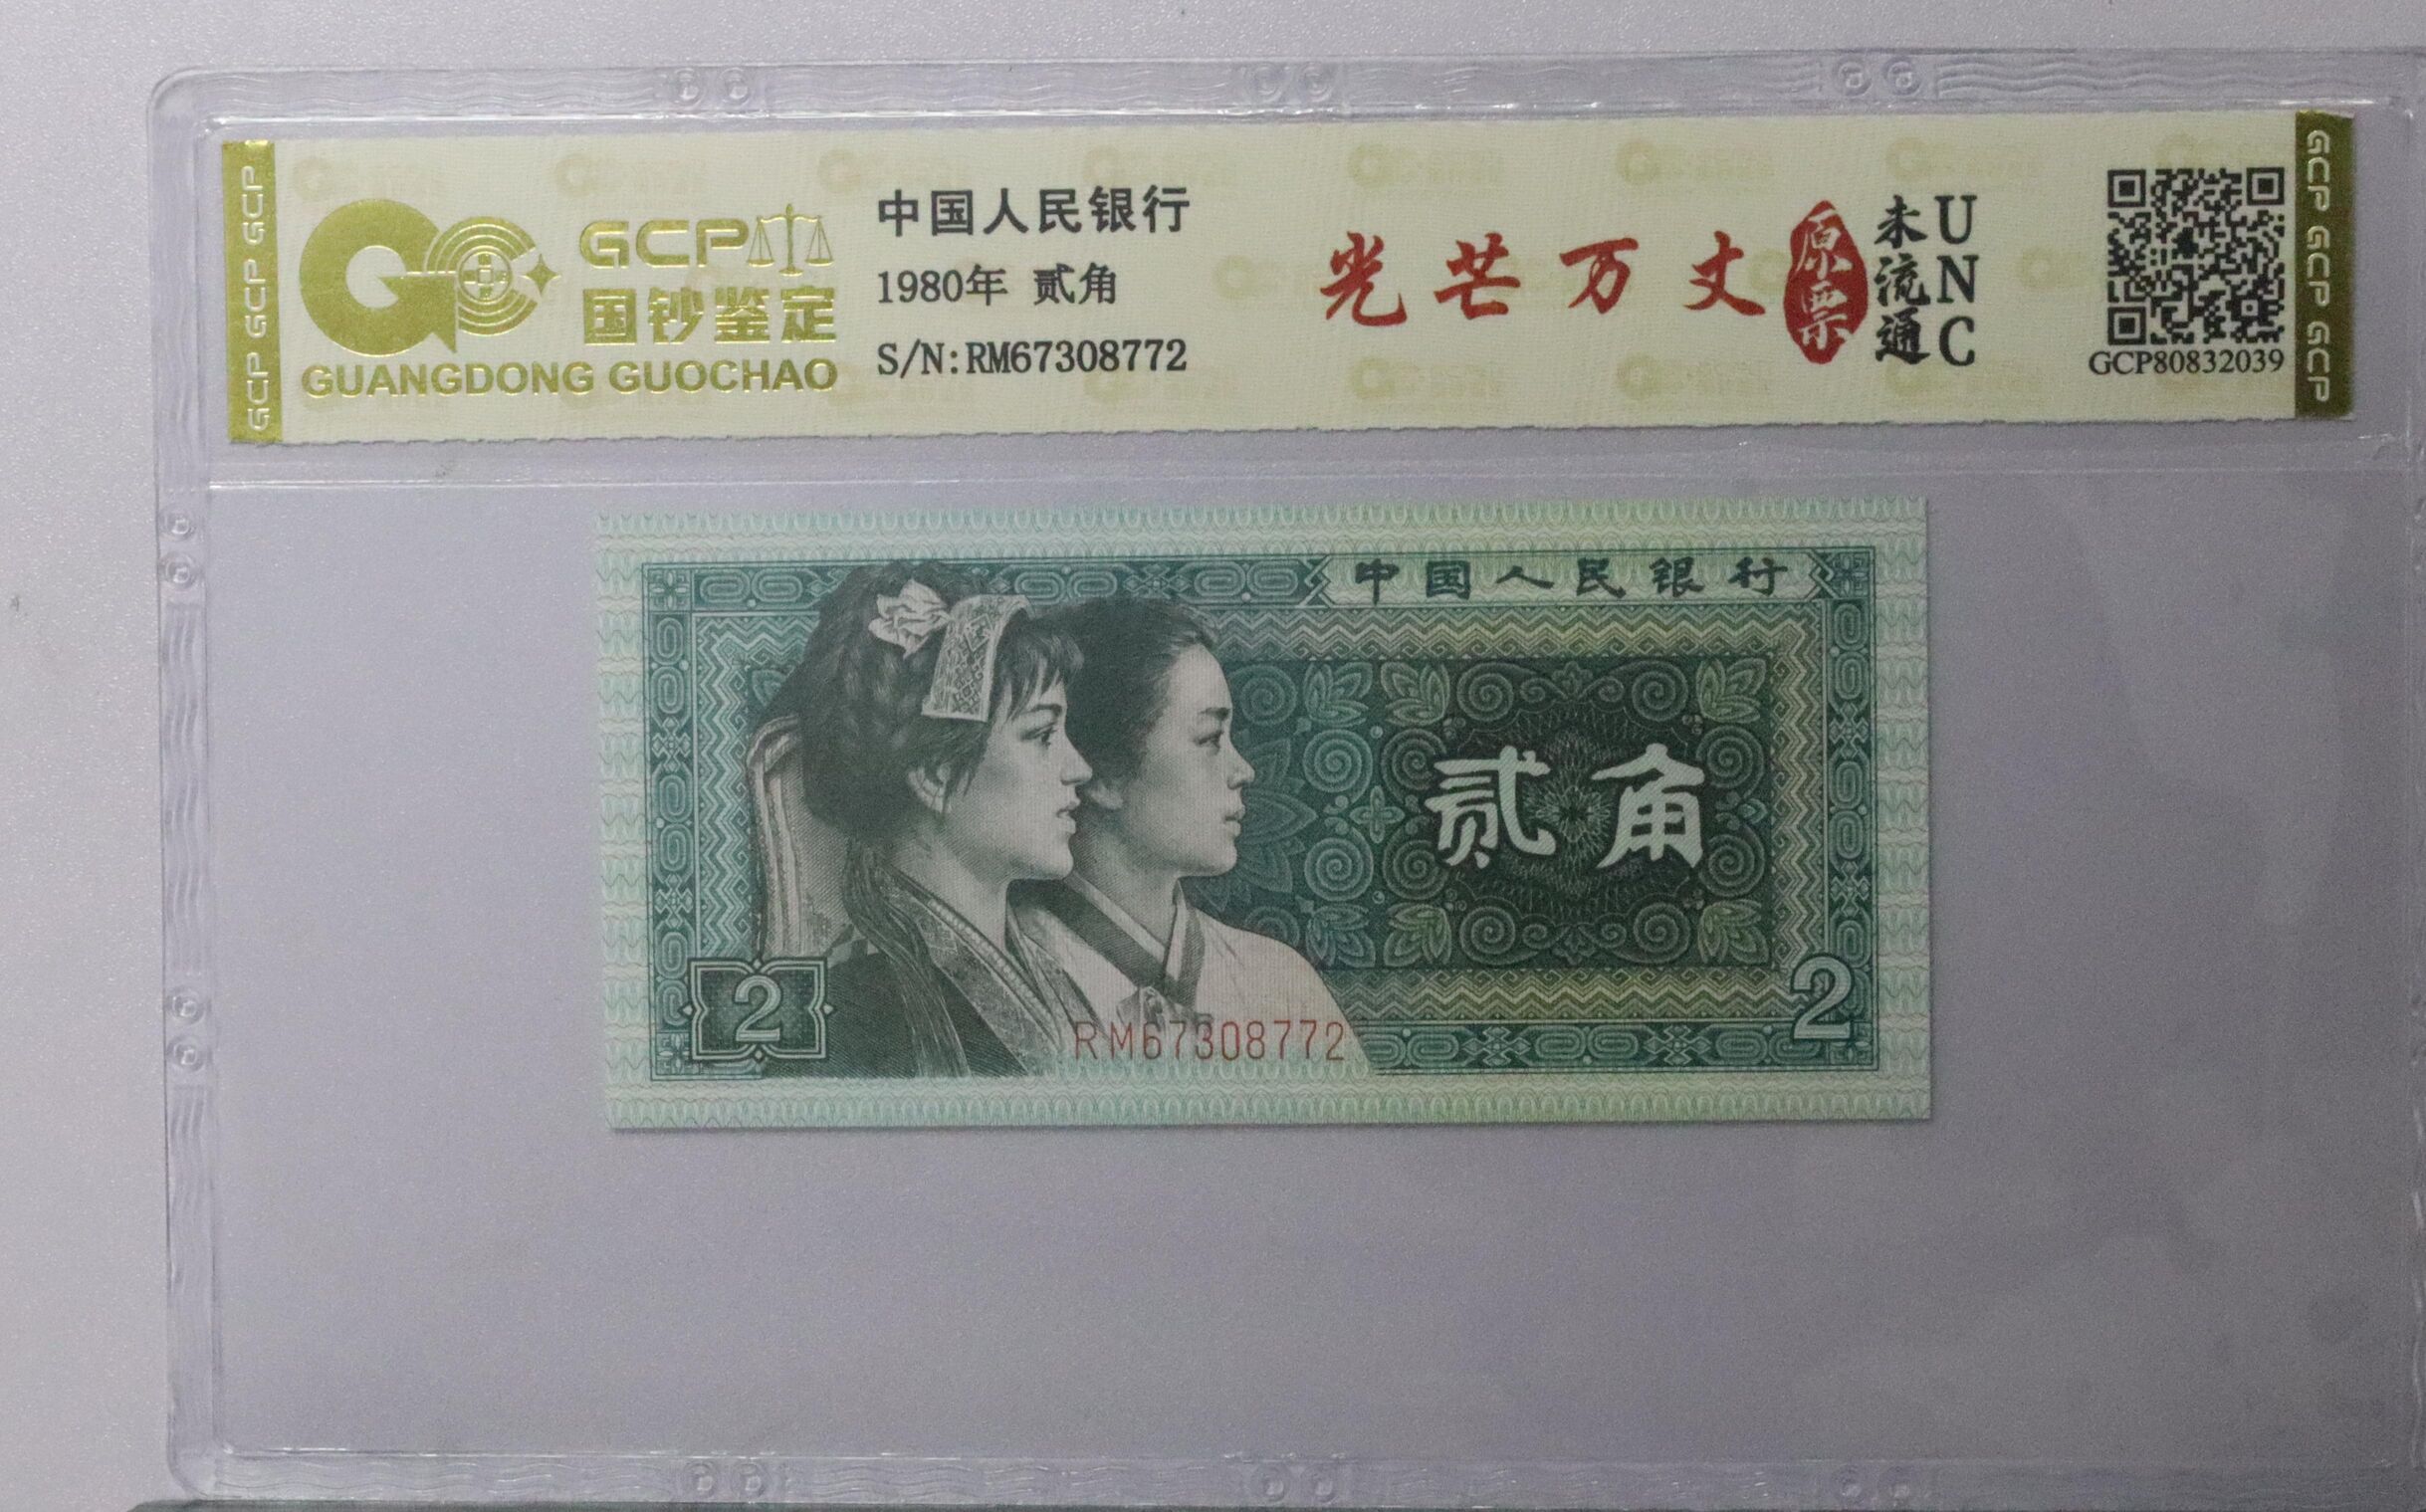 GCP GCP GCP
GCP
国钞鉴定
GUANGDONG GUOCHAO
中国人民银行
1980年 贰角
S/N:RM67308772
光芒万丈
原票
未流通
UNC
GCP80832039
GCP GCP GCP
中国人民银行
贰角
2
2
RM67308772